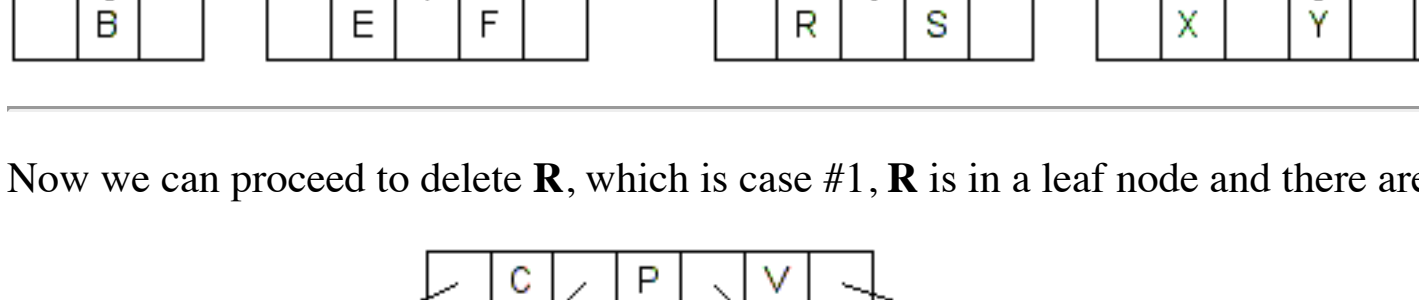 B E F R S X Y
Now we can proceed to delete R, which is case #1, R is in a leaf node and there are
C P V